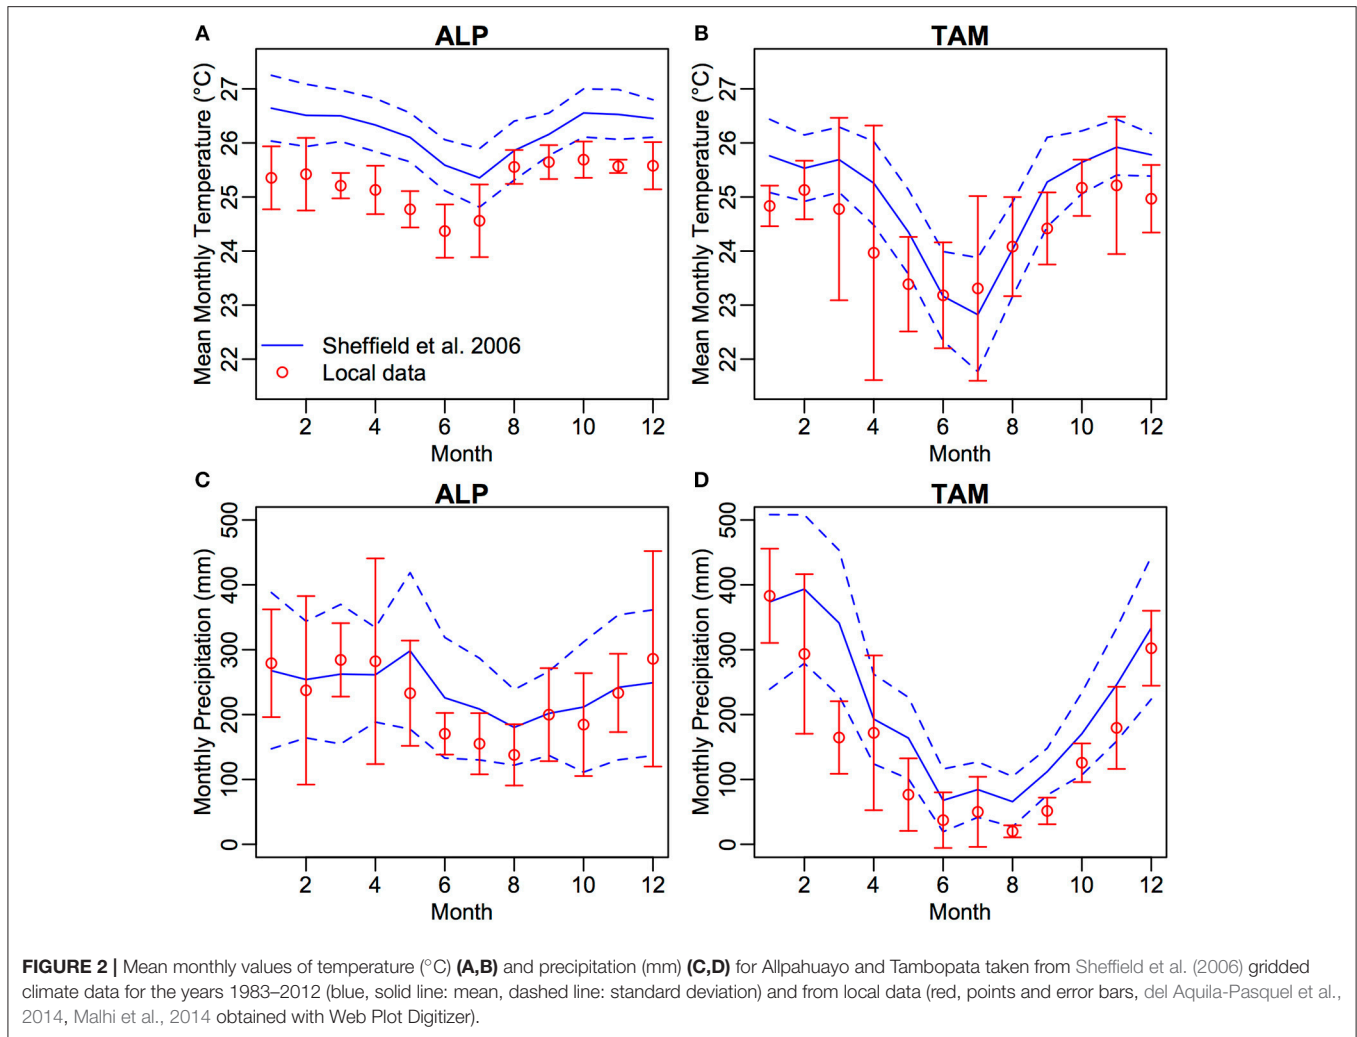 A
ALP
Mean Monthly Temperature (°C)
27
26
25
24
23
22
Sheffield et al. 2006
Local data
2 4 6 8 10 12
Month
B
TAM
Mean Monthly Temperature (°C)
27
26
25
24
23
22
2 4 6 8 10 12
Month
C
ALP
Monthly Precipitation (mm)
500
400
300
200
100
0
2 4 6 8 10 12
Month
D
TAM
Monthly Precipitation (mm)
500
400
300
200
100
0
2 4 6 8 10 12
Month
FIGURE 2 | Mean monthly values of temperature (°C) (A,B) and precipitation (mm) (C,D) for Allpahuayo and Tambopata taken from Sheffield et al. (2006) gridded
climate data for the years 1983–2012 (blue, solid line: mean, dashed line: standard deviation) and from local data (red, points and error bars, del Aquila-Pasquel et al.,
2014, Malhi et al., 2014 obtained with Web Plot Digitizer).